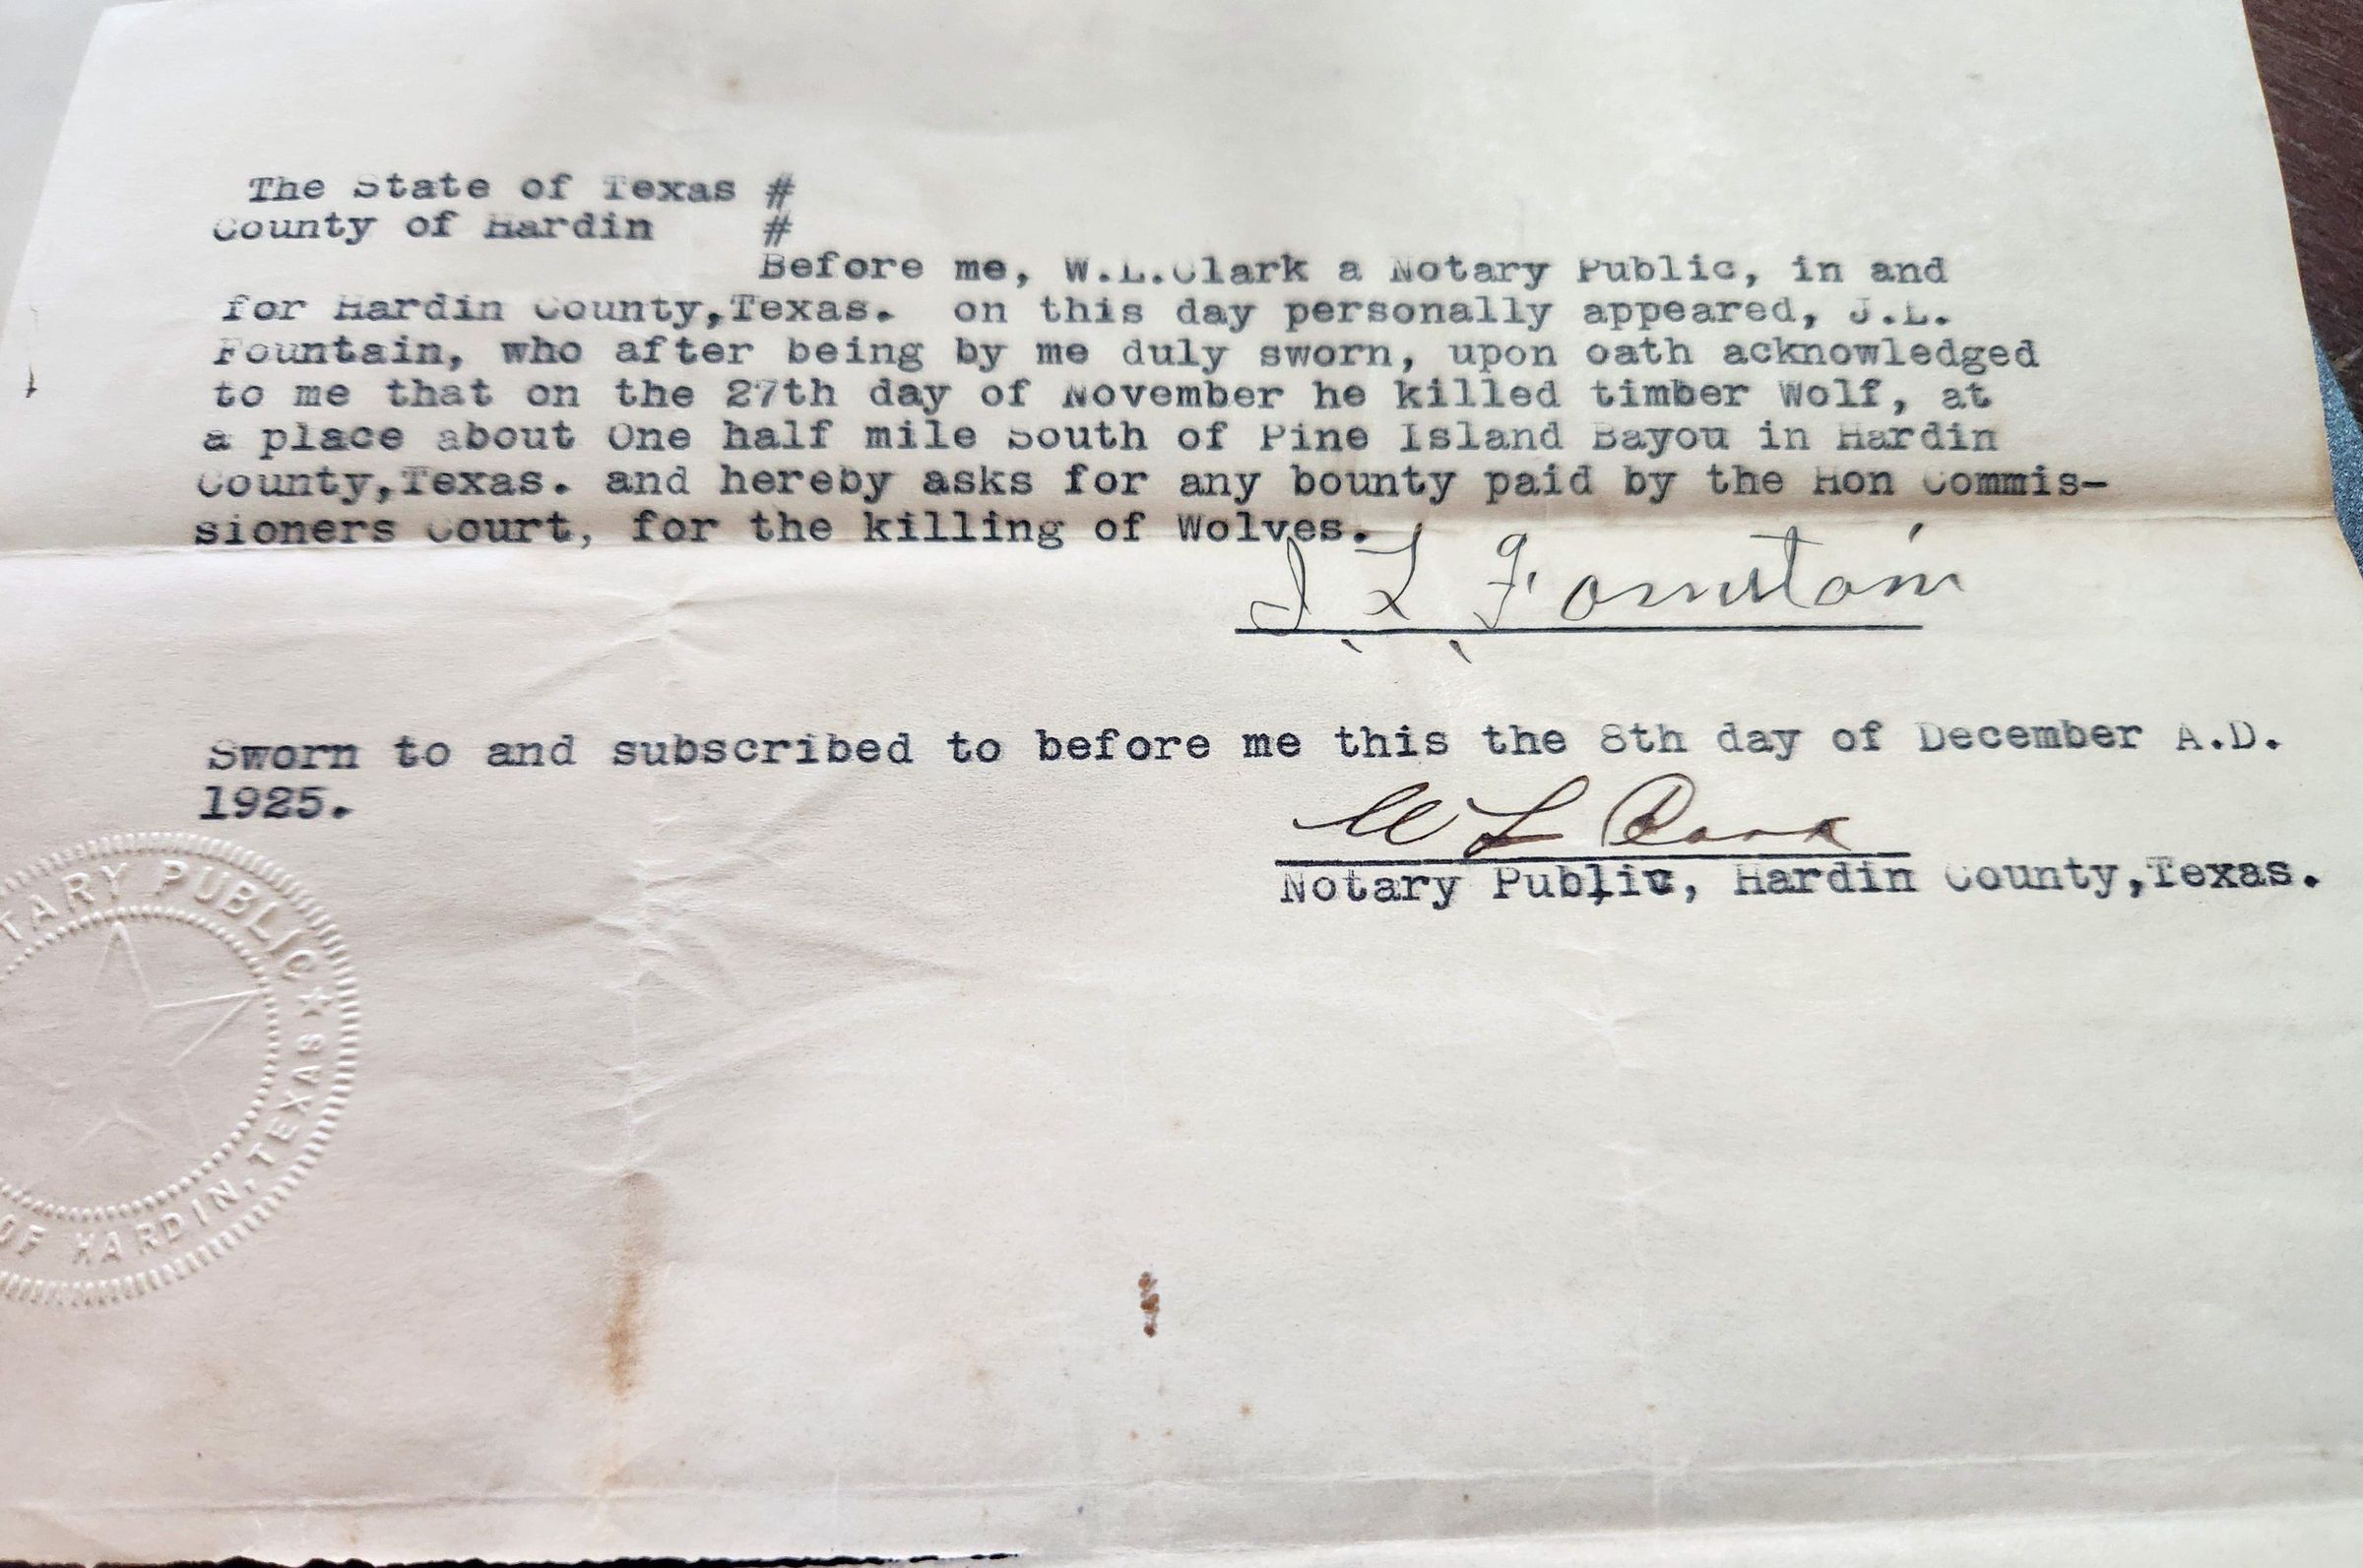 The State of Texas #
County of Hardin #
Before me, W.L.Clark a Notary Public, in and
for Hardin County,Texas. on this day personally appeared, J.L.
Fountain, who after being by me duly sworn, upon oath acknowledged
to me that on the 27th day of November he killed timber Wolf, at
a place about One half mile South of Pine Island Bayou in Hardin
County,Texas. and hereby asks for any bounty paid by the Hon Commis-
sioners Court, for the killing of Wolves.
J L Fountain
Sworn to and subscribed to before me this the 8th day of December A.D.
1925.
W L Clark
Notary Public, Hardin County,Texas.
TARY PUBLIC
OF HARDIN, TEXAS